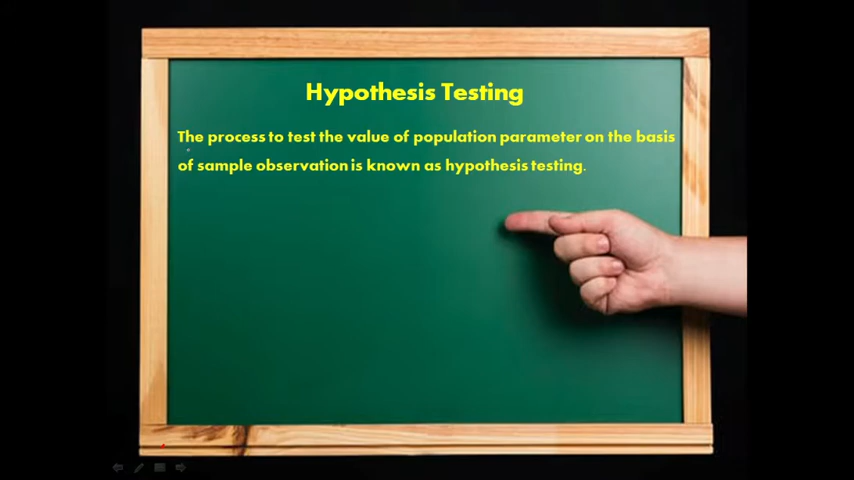 Hypothesis Testing
The process to test the value of population parameter on the basis
of sample observation is known as hypothesis testing.